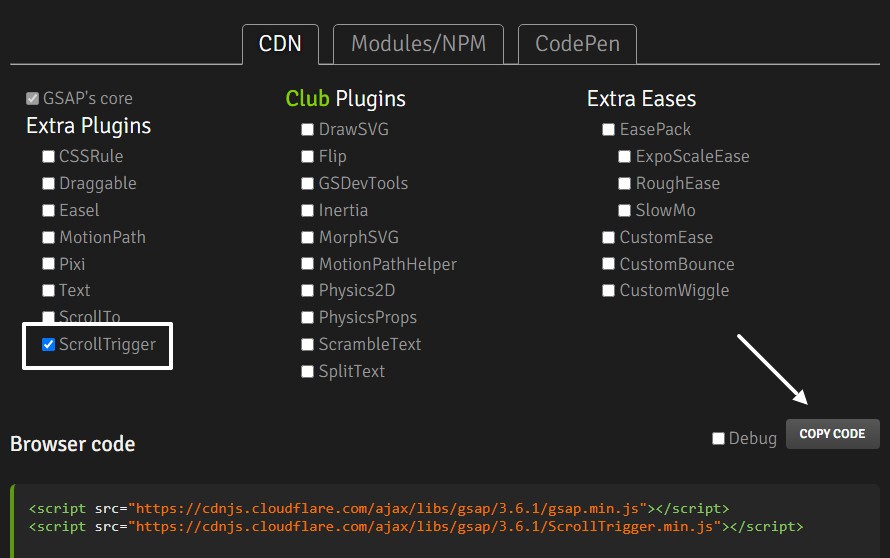 CDN
Modules/NPM
CodePen
GSAP's core
Extra Plugins
CSSRule
Draggable
Easel
MotionPath
Pixi
Text
ScrollTo
ScrollTrigger
Club Plugins
DrawSVG
Flip
GSDevTools
Inertia
MorphSVG
MotionPathHelper
Physics2D
PhysicsProps
ScrambleText
SplitText
Extra Eases
EasePack
ExpoScaleEase
RoughEase
SlowMo
CustomEase
CustomBounce
CustomWiggle
Browser code
Debug
COPY CODE
<script src="https://cdnjs.cloudflare.com/ajax/libs/gsap/3.6.1/gsap.min.js"></script>
<script src="https://cdnjs.cloudflare.com/ajax/libs/gsap/3.6.1/ScrollTrigger.min.js"></script>